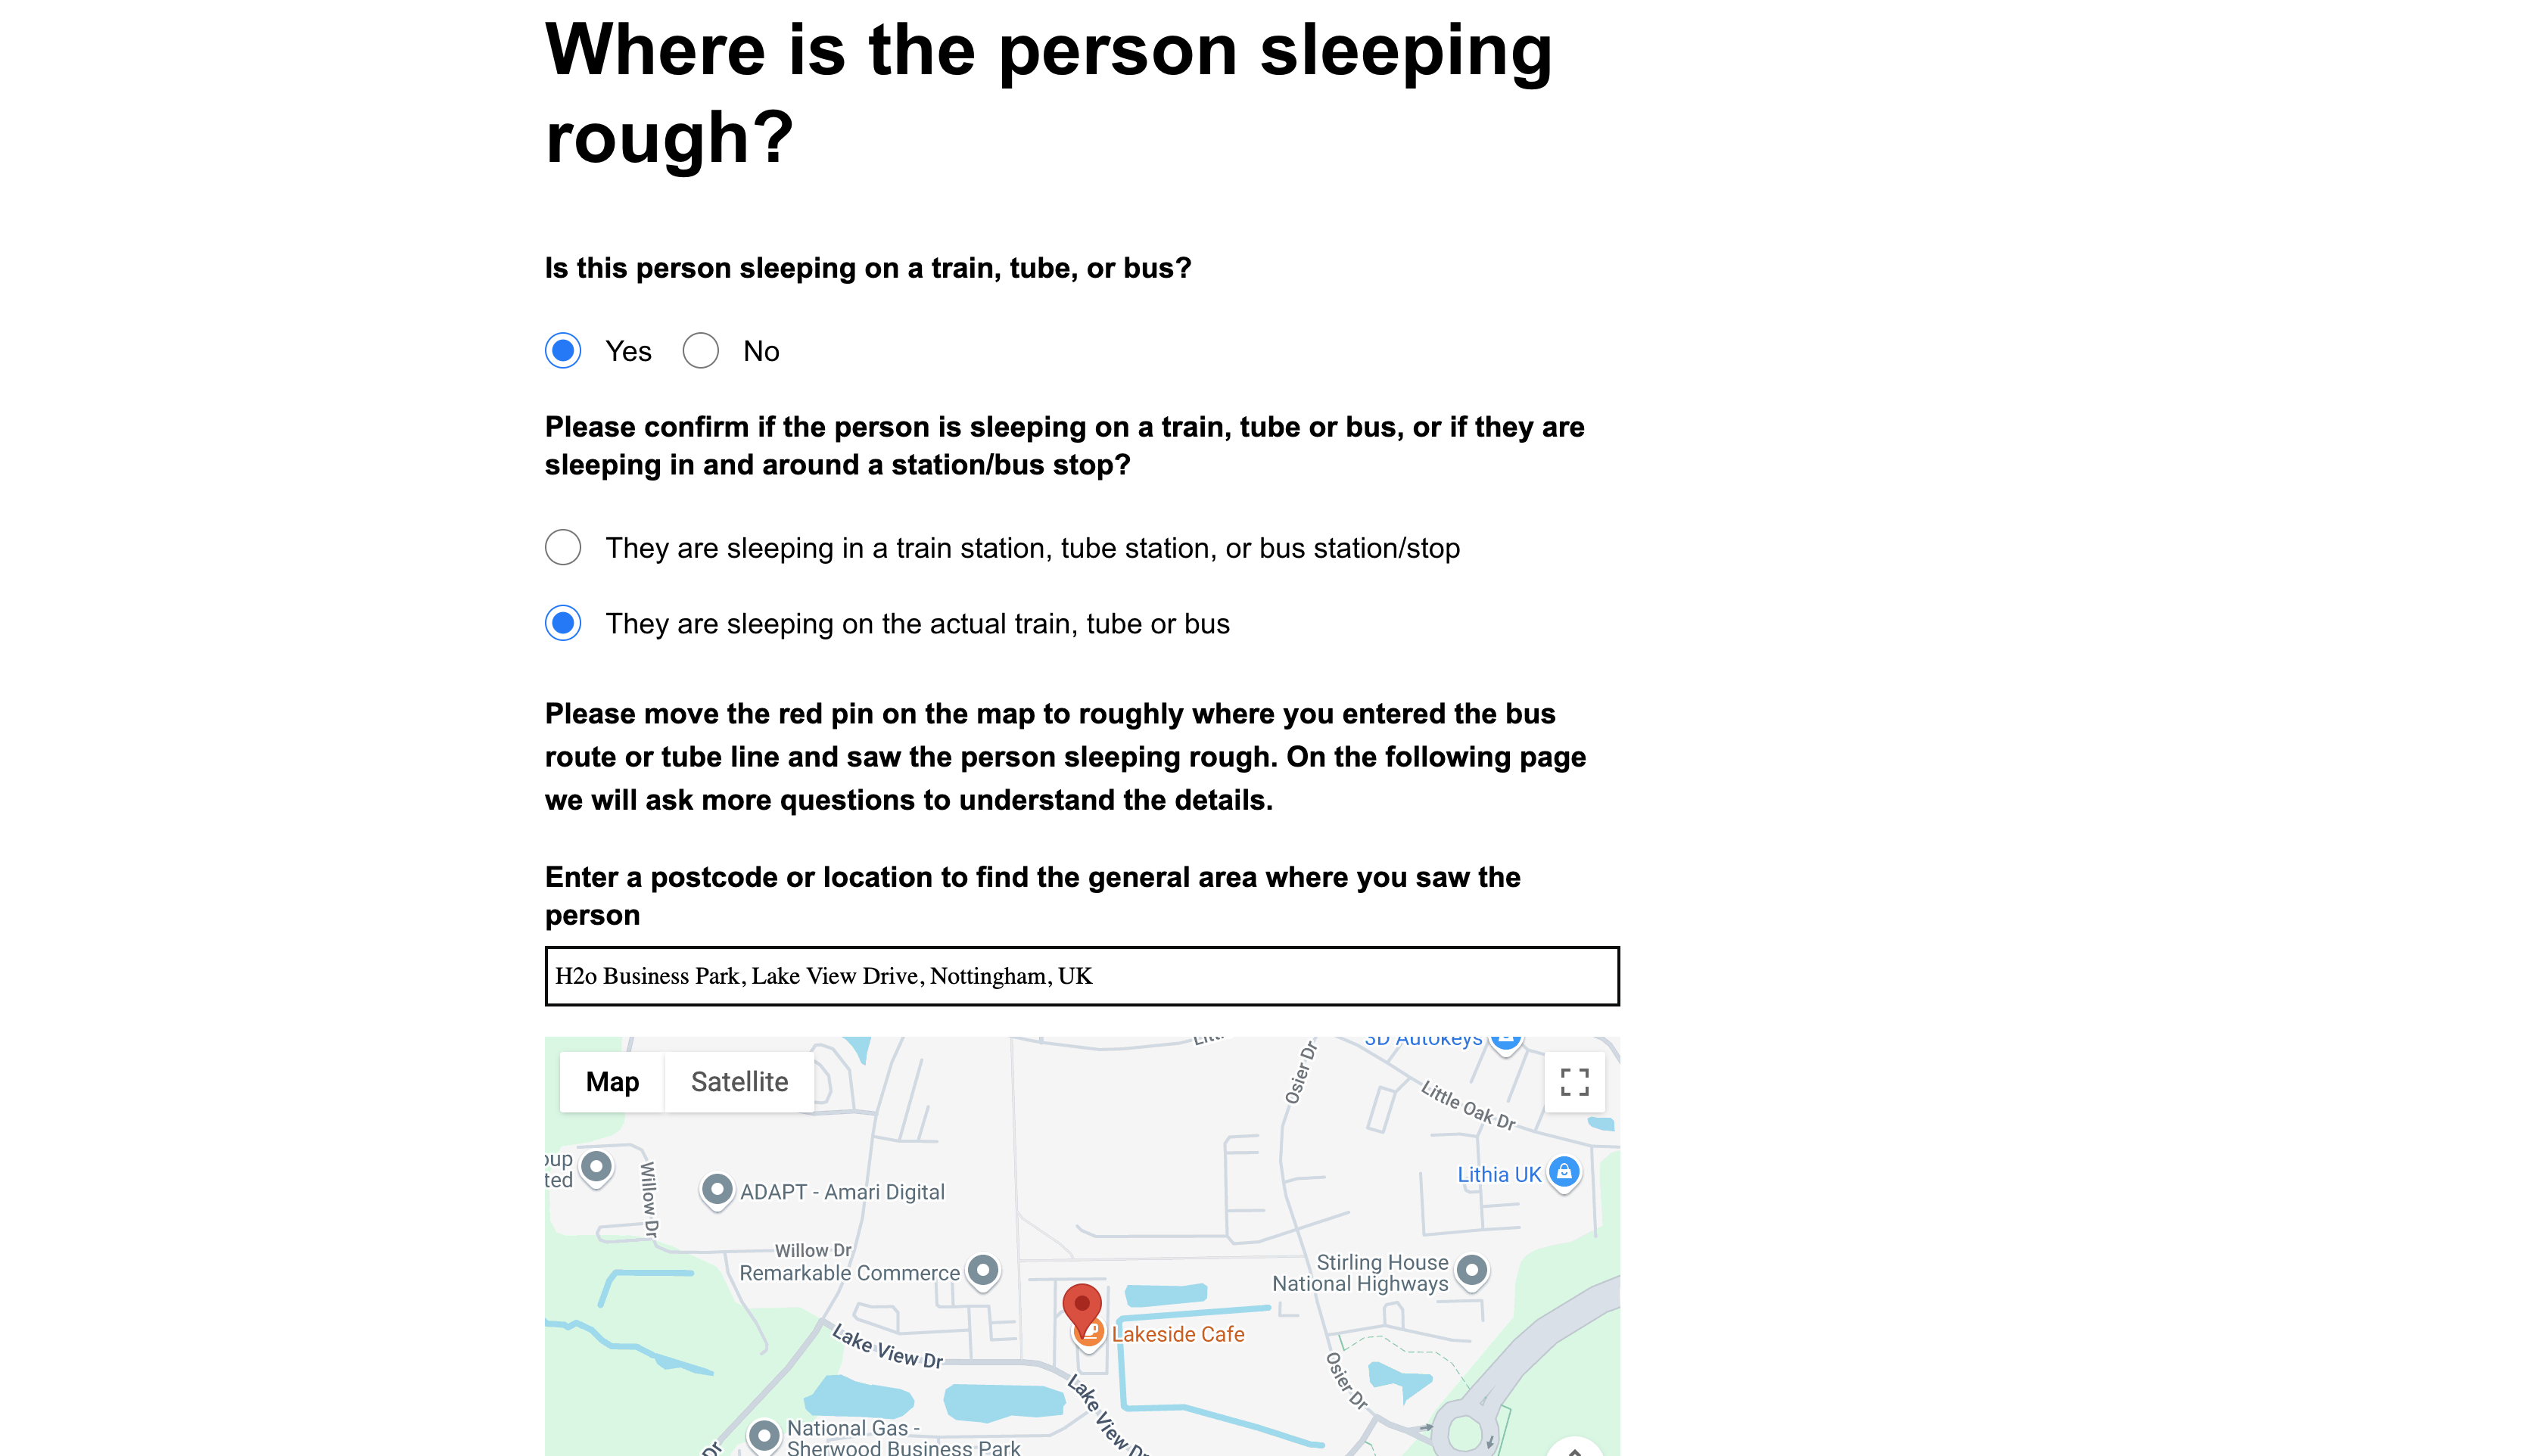 Where is the person sleeping
rough?
Is this person sleeping on a train, tube, or bus?
Yes No
Please confirm if the person is sleeping on a train, tube or bus, or if they are
sleeping in and around a station/bus stop?
They are sleeping in a train station, tube station, or bus station/stop
They are sleeping on the actual train, tube or bus
Please move the red pin on the map to roughly where you entered the bus
route or tube line and saw the person sleeping rough. On the following page
we will ask more questions to understand the details.
Enter a postcode or location to find the general area where you saw the
person
H2o Business Park, Lake View Drive, Nottingham, UK
3D Autokeys
Map Satellite
Osier Dr
Little Oak Dr
Lithia UK
Willow Dr
ADAPT - Amari Digital
Willow Dr
Remarkable Commerce
Stirling House
National Highways
Lakeside Cafe
Lake View Dr
Osier Dr
Lake View Dr
National Gas -
Sherwood Business Park
Dr